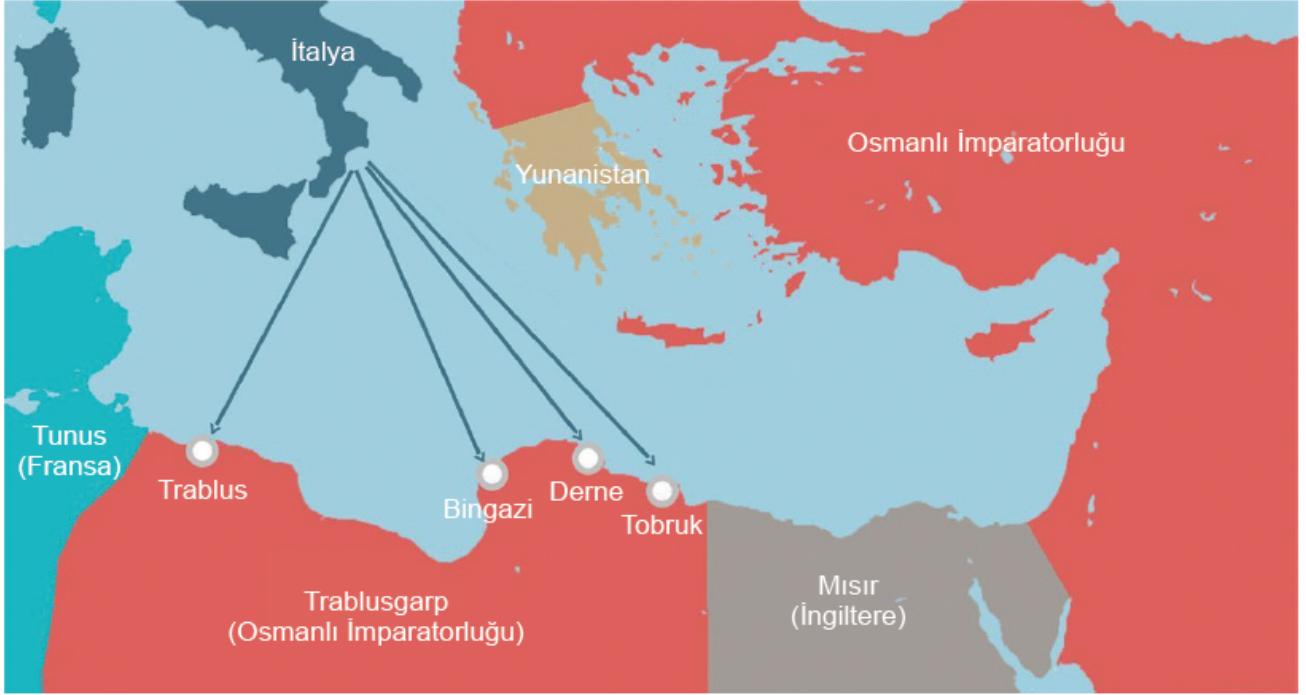 İtalya
Osmanlı İmparatorluğu
Yunanistan
Tunus
(Fransa)
Trablus
Bingazi
Derne
Tobruk
Trablusgarp
(Osmanlı İmparatorluğu)
Mısır
(İngiltere)